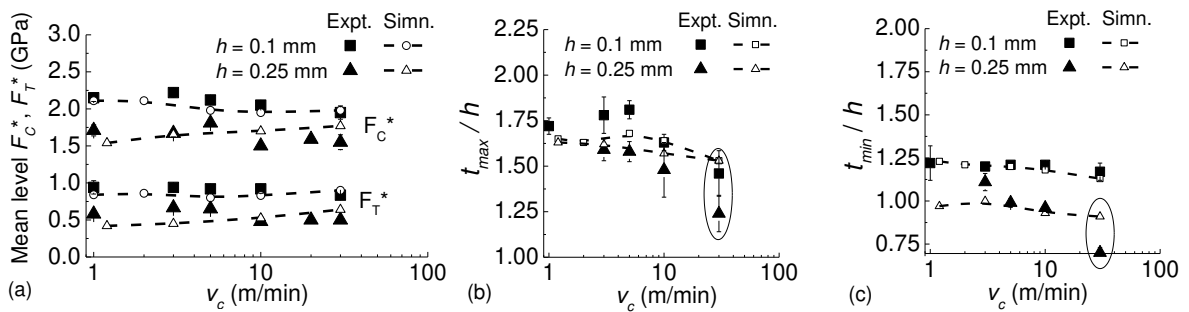 Expt. Simn.
h = 0.1 mm
h = 0.25 mm
Mean level F_C*, F_T* (GPa)
3.0
2.5
2.0
1.5
1.0
0.5
0.0
F_C*
F_T*
1 10 100
(a) v_c (m/min)
Expt. Simn.
h = 0.1 mm
h = 0.25 mm
t_max / h
2.00
1.75
1.50
1.25
1.00
1 10 100
(b) v_c (m/min)
Expt. Simn.
h = 0.1 mm
h = 0.25 mm
t_min / h
1.75
1.50
1.25
1.00
0.75
1 10 100
(c) v_c (m/min)